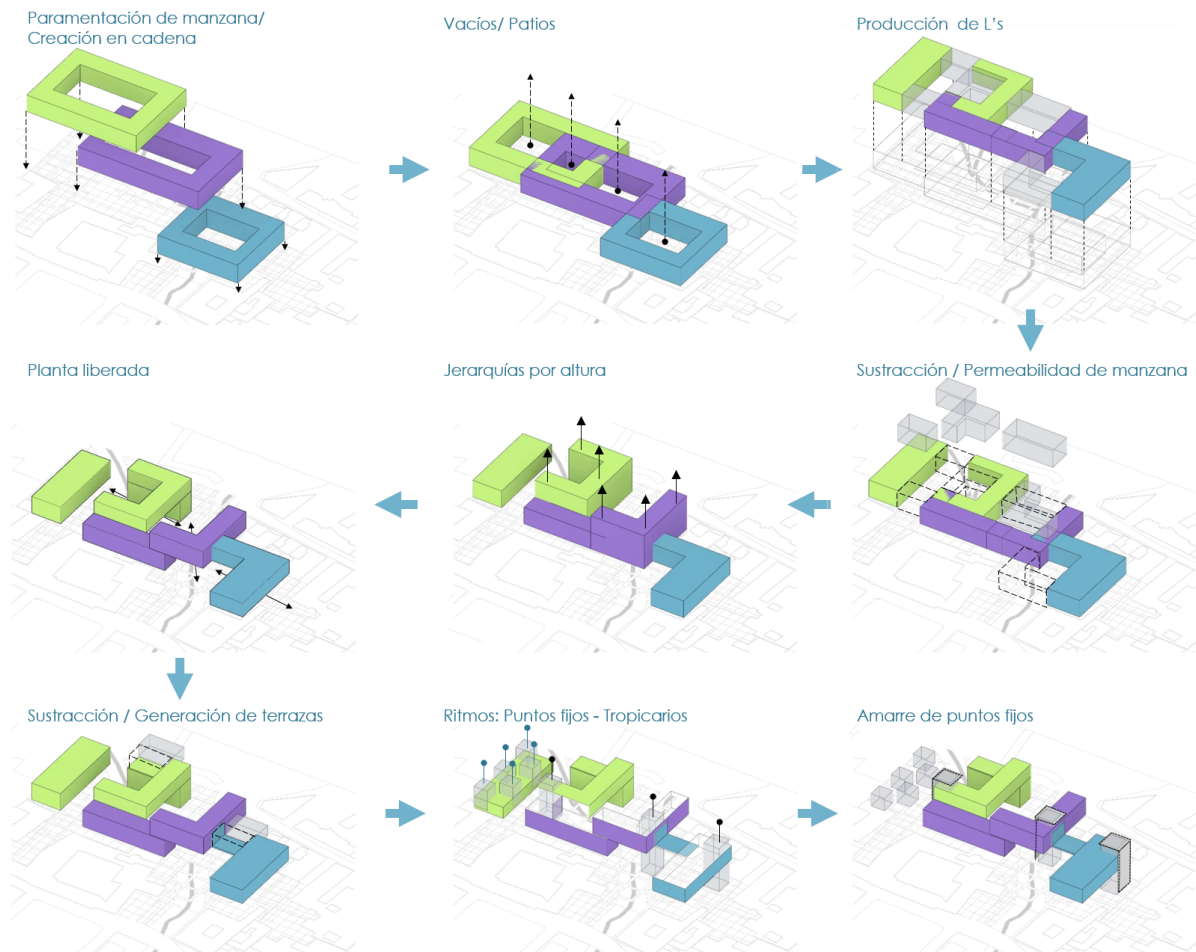 Paramentación de manzana/
Creación en cadena
Vacíos/ Patios
Producción de L's
Planta liberada
Jerarquías por altura
Sustracción / Permeabilidad de manzana
Sustracción / Generación de terrazas
Ritmos: Puntos fijos - Tropicarios
Amarre de puntos fijos